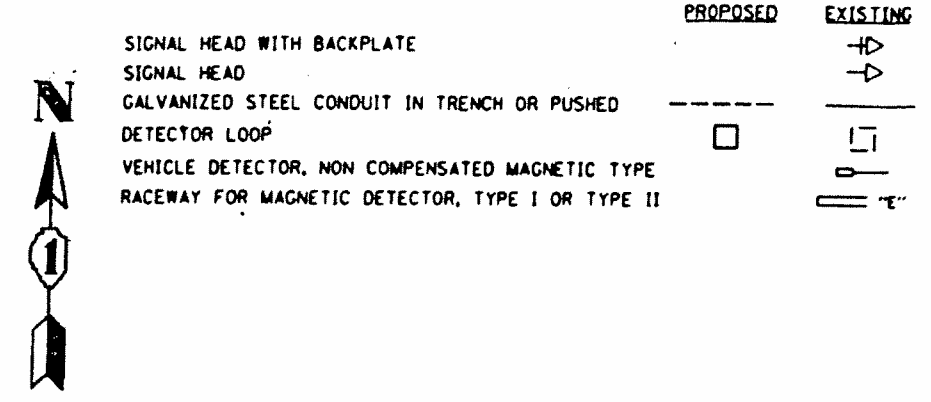 PROPOSED EXISTING
SIGNAL HEAD WITH BACKPLATE
SIGNAL HEAD
GALVANIZED STEEL CONDUIT IN TRENCH OR PUSHED
DETECTOR LOOP
VEHICLE DETECTOR, NON COMPENSATED MAGNETIC TYPE
RACEWAY FOR MAGNETIC DETECTOR, TYPE I OR TYPE II "E"
N
1